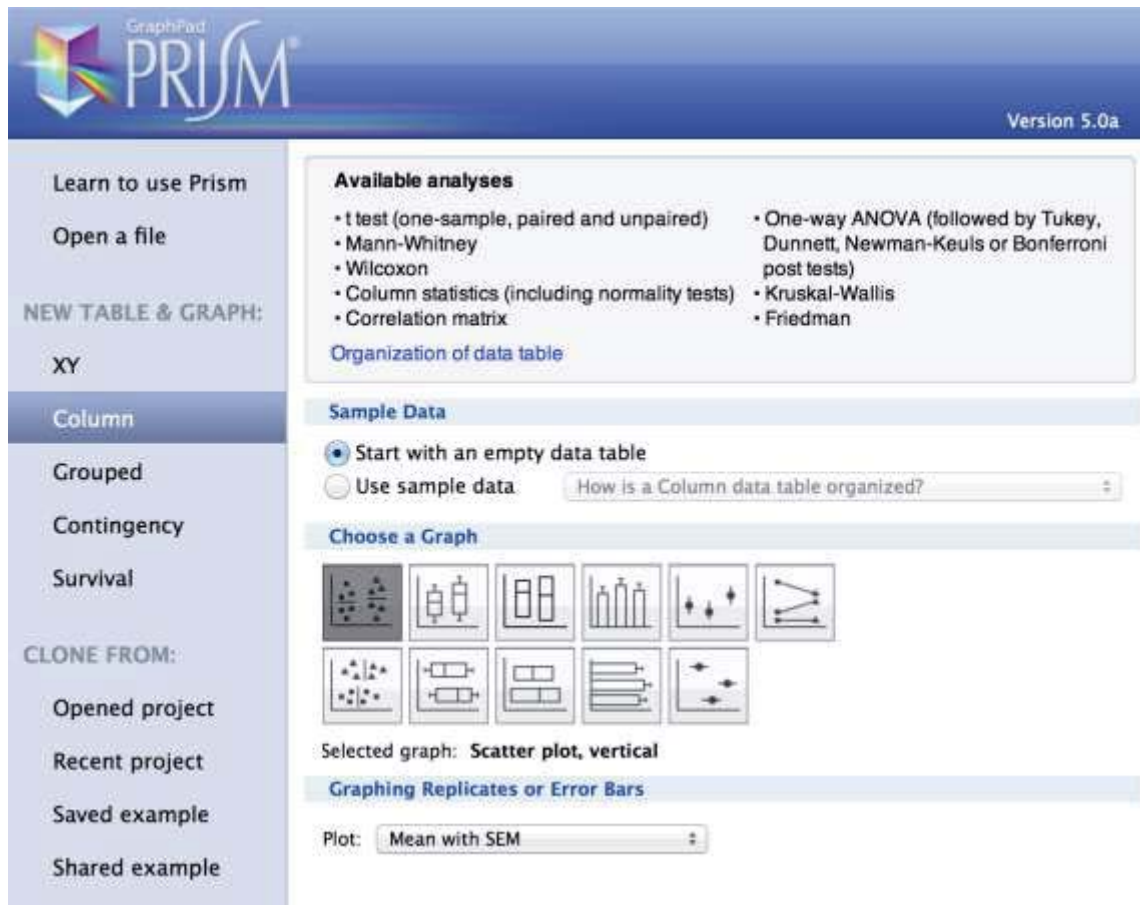 GraphPad
PRISM®
Version 5.0a
Learn to use Prism
Open a file
NEW TABLE & GRAPH:
XY
Column
Grouped
Contingency
Survival
CLONE FROM:
Opened project
Recent project
Saved example
Shared example
Available analyses
• t test (one-sample, paired and unpaired)
• Mann-Whitney
• Wilcoxon
• Column statistics (including normality tests)
• Correlation matrix
• One-way ANOVA (followed by Tukey,
Dunnett, Newman-Keuls or Bonferroni
post tests)
• Kruskal-Wallis
• Friedman
Organization of data table
Sample Data
Start with an empty data table
Use sample data How is a Column data table organized?
Choose a Graph
Selected graph: Scatter plot, vertical
Graphing Replicates or Error Bars
Plot: Mean with SEM